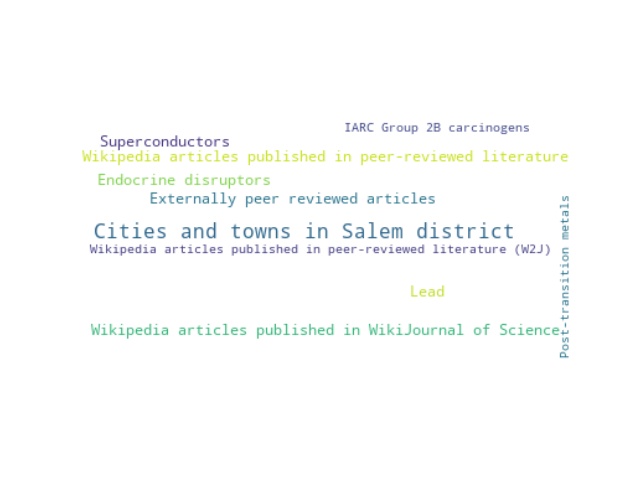 IARC Group 2B carcinogens
Superconductors
Wikipedia articles published in peer-reviewed literature
Endocrine disruptors
Externally peer reviewed articles
Cities and towns in Salem district
Wikipedia articles published in peer-reviewed literature (W2J)
Lead
Wikipedia articles published in WikiJournal of Science
Post-transition metals